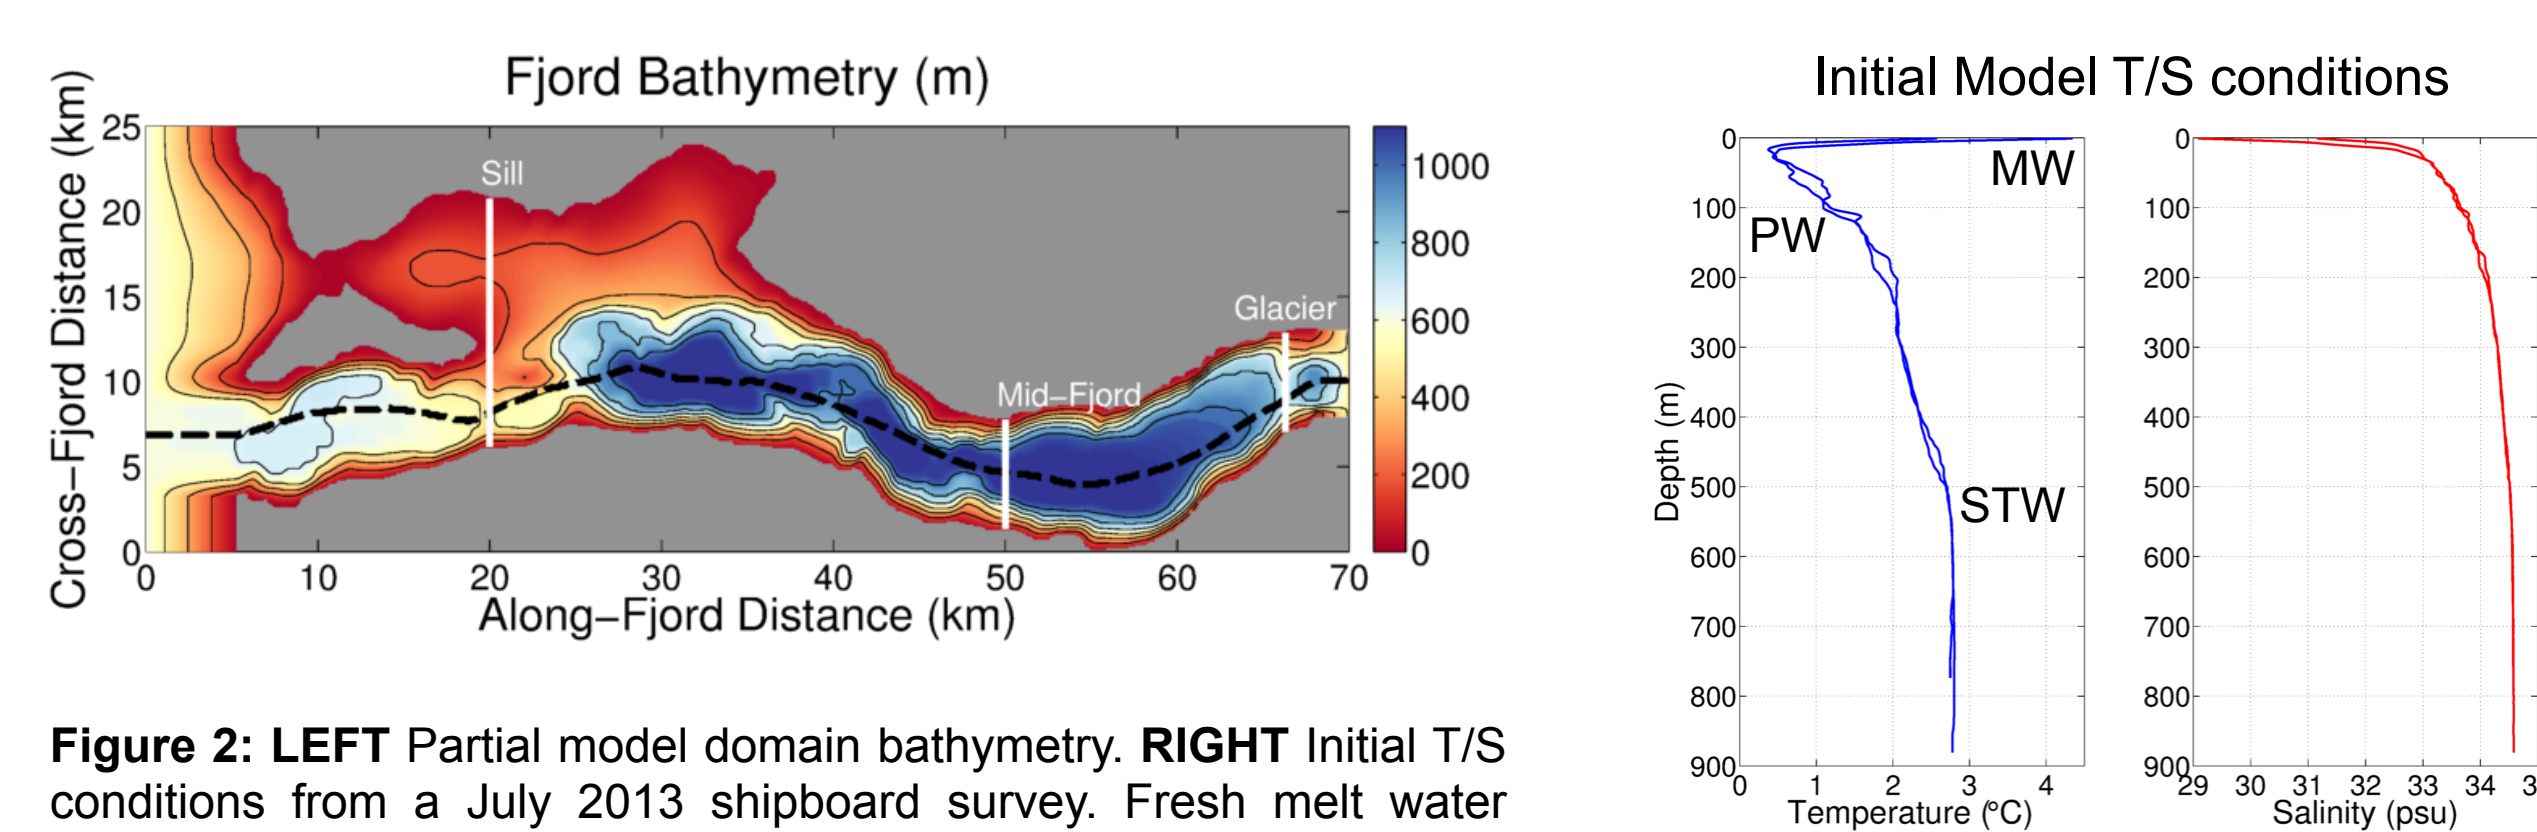 Fjord Bathymetry (m)
Cross−Fjord Distance (km)
25
20
15
10
5
0
Sill
Mid−Fjord
Glacier
0 10 20 30 40 50 60 70
Along−Fjord Distance (km)
1000
800
600
400
200
0
Initial Model T/S conditions
Depth (m)
0
100
200
300
400
500
600
700
800
900
MW
PW
STW
0 1 2 3 4
Temperature (°C)
0
100
200
300
400
500
600
700
800
900
29 30 31 32 33 34
Salinity (psu)
Figure 2: LEFT Partial model domain bathymetry. RIGHT Initial T/S
conditions from a July 2013 shipboard survey. Fresh melt water